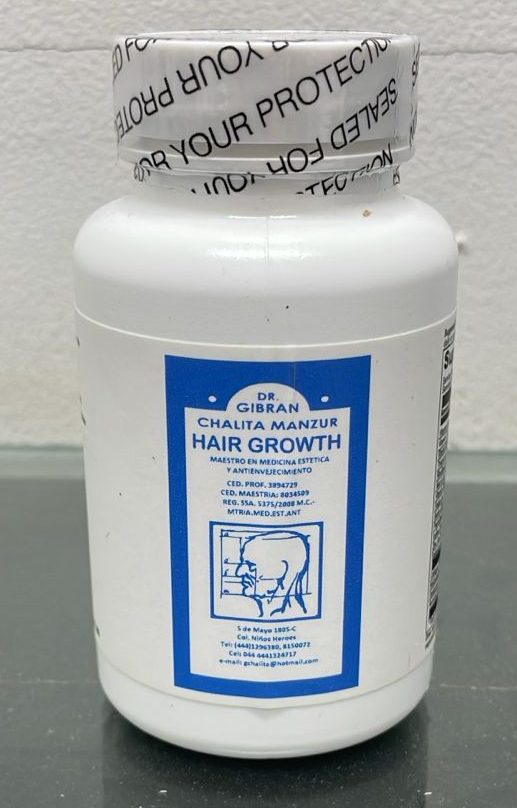 SEALED FOR YOUR PROTECTION
FOR YOUR PROTECTION
DR.
GIBRAN
CHALITA MANZUR
HAIR GROWTH
MAESTRO EN MEDICINA ESTETICA
Y ANTIENVEJECIMIENTO
CED. PROF. 3894729
CED. MAESTRIA: 8034509
REG. SSA. 5375/2008 M.C.-
MTRIA.MED.EST.ANT
5 de Mayo 1805-C
Col. Niños Heroes
Tel: (444)1296380, 8150072
Cel: 044 4441324717
e-mail: gchalita@hotmail.com